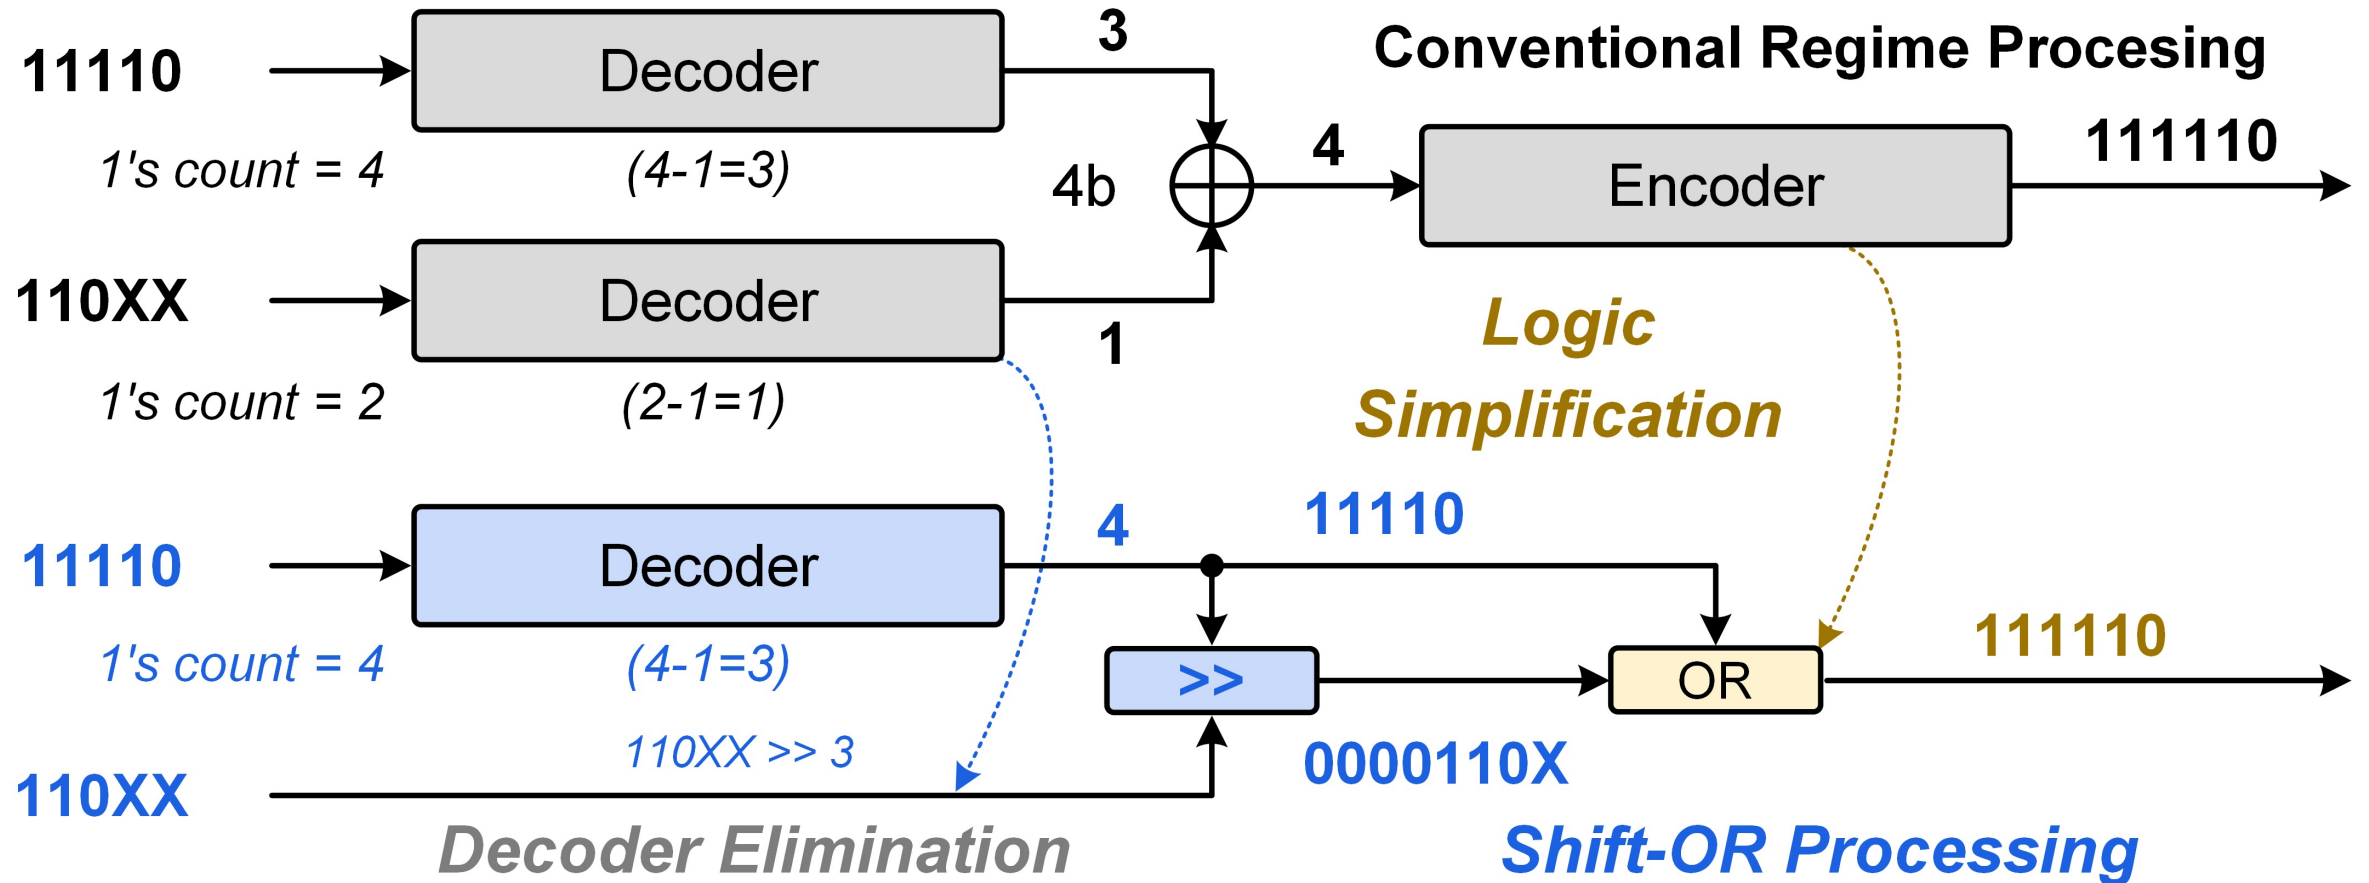 11110
Decoder
3
Conventional Regime Procesing
1's count = 4
(4-1=3)
4b
4
Encoder
111110
110XX
Decoder
1
1's count = 2
(2-1=1)
Logic
Simplification
11110
Decoder
4
11110
1's count = 4
(4-1=3)
>>
OR
111110
110XX >> 3
110XX
0000110X
Decoder Elimination
Shift-OR Processing